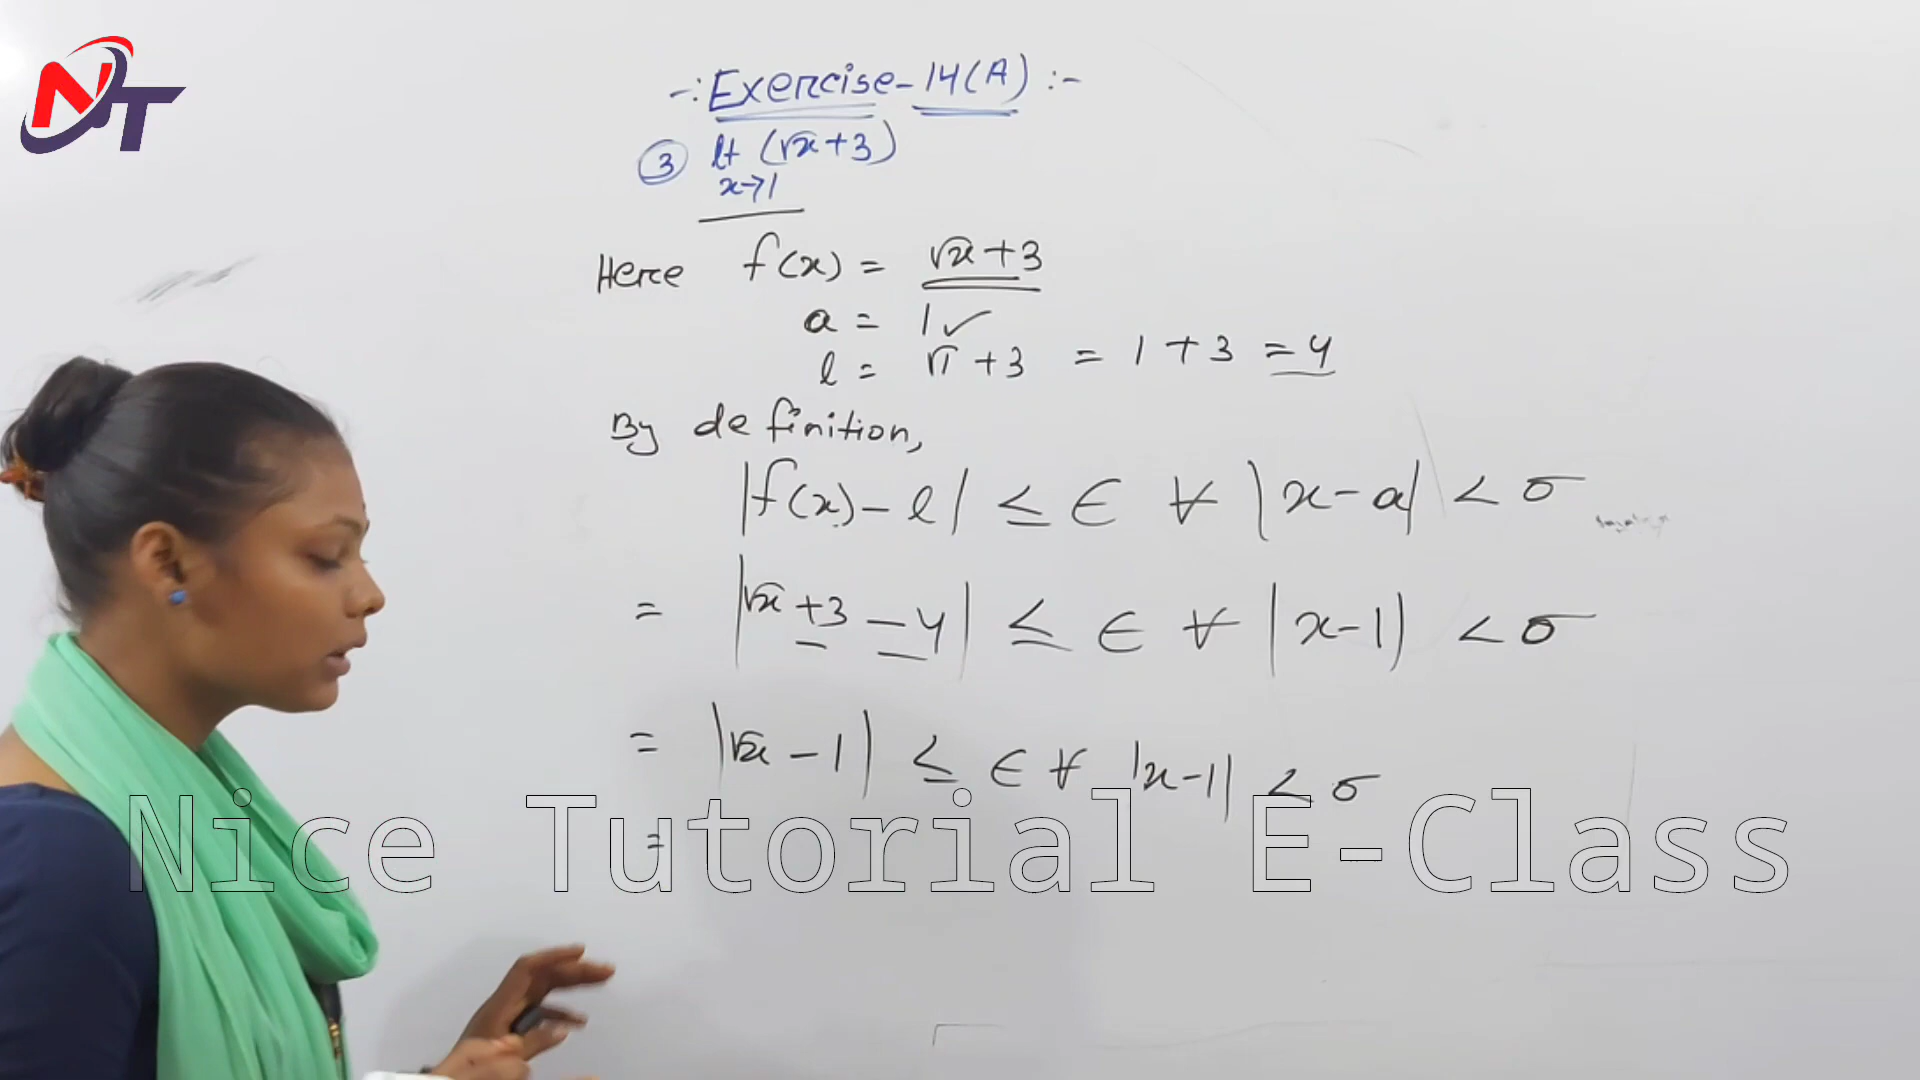 NT
-: Exercise-14(A) :-
③ lt (√x+3)
x→1
Here f(x) = √x+3
a = 1 ✓
l = √1 + 3 = 1 + 3 = 4
By definition,
|f(x) - l| ≤ ∈ ∀ |x - a| < σ
= |√x + 3 - 4| ≤ ∈ ∀ |x - 1| < σ
= |√x - 1| ≤ ∈ ∀ |x - 1| < σ
=
Nice Tutorial E-Class